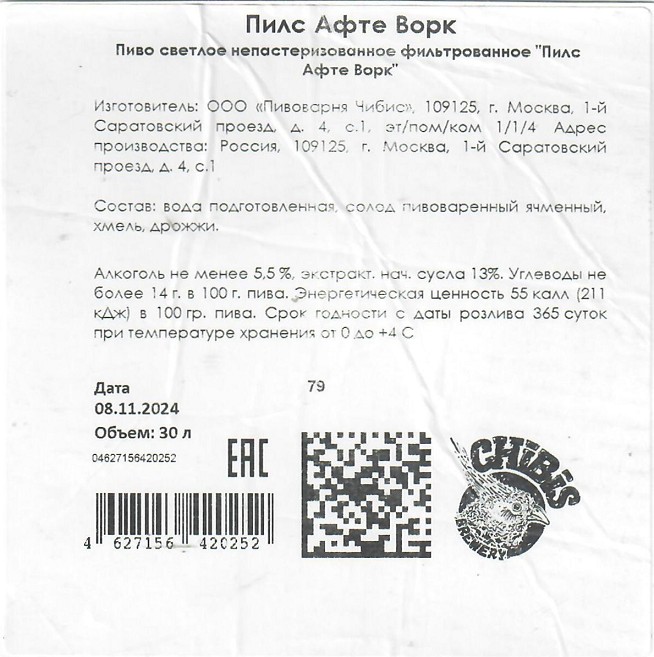 Пилс Афте Ворк
Пиво светлое непастеризованное фильтрованное "Пилс
Афте Ворк"
Изготовитель: ООО «Пивоварня Чибис», 109125, г. Москва, 1-й
Саратовский проезд, д. 4, с.1, эт/пом/ком 1/1/4 Адрес
производства: Россия, 109125, г. Москва, 1-й Саратовский
проезд, д. 4, с.1
Состав: вода подготовленная, солод пивоваренный ячменный,
хмель, дрожжи.
Алкоголь не менее 5,5 %, экстракт. нач. сусла 13%. Углеводы не
более 14 г. в 100 г. пива. Энергетическая ценность 55 калл (211
кДж) в 100 гр. пива. Срок годности с даты розлива 365 суток
при температуре хранения от 0 до +4 С
Дата
79
08.11.2024
Объем: 30 л
04627156420252
EAC
CHiBiS
BREWERY
4 627156 420252